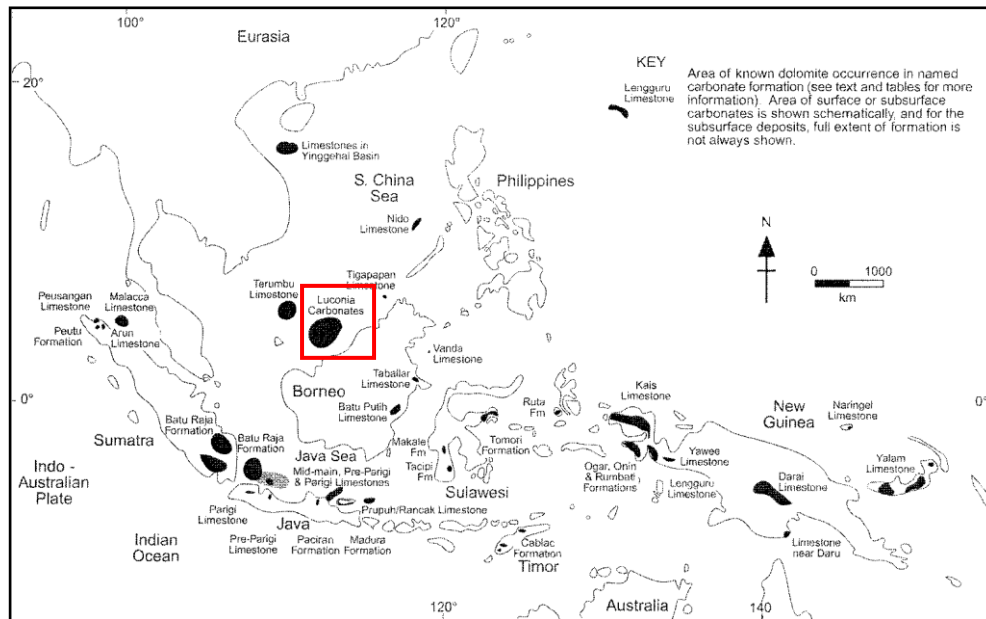 100°
120°
Eurasia
20°
KEY
Lengguru
Limestone
Area of known dolomite occurrence in named
carbonate formation (see text and tables for more
information). Area of surface or subsurface
carbonates is shown schematically, and for the
subsurface deposits, full extent of formation is
not always shown.
Limestones in
Yinggehai Basin
S. China
Sea
Philippines
Nido
Limestone
N
0 1000
km
Tigapapan
Limestone
Terumbu
Limestone
Luconia
Carbonates
Peusangan
Limestone
Malacca
Limestone
Peutu
Formation
Arun
Limestone
Vanda
Limestone
Taballar
Limestone
Borneo
Batu Putih
Limestone
0°
Kais
Limestone
New
Guinea
Naringel
Limestone
0°
Ruta
Fm
Batu Raja
Formation
Batu Raja
Formation
Sumatra
Java Sea
Makale
Fm
Tomori
Formation
Mid-main, Pre-Parigi
& Parigi Limestones
Tacipi
Fm
Ogar, Onin
& Rumbati
Formations
Yawee
Limestone
Lengguru
Limestone
Darai
Limestone
Yalam
Limestone
Indo -
Australian
Plate
Sulawesi
Parigi
Limestone
Java
Prupuh/Rancak Limestone
Indian
Ocean
Pre-Parigi
Limestone
Paciran
Formation
Madura
Formation
Cablac
Formation
Timor
Limestone
near Daru
120°
Australia
140